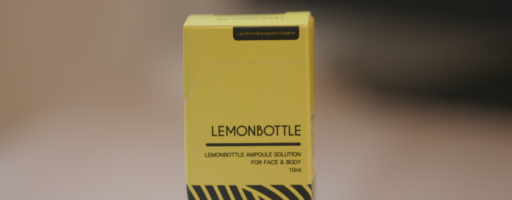 LEMONBOTTLE
LEMONBOTTLE AMPOULE SOLUTION
FOR FACE & BODY
10ml